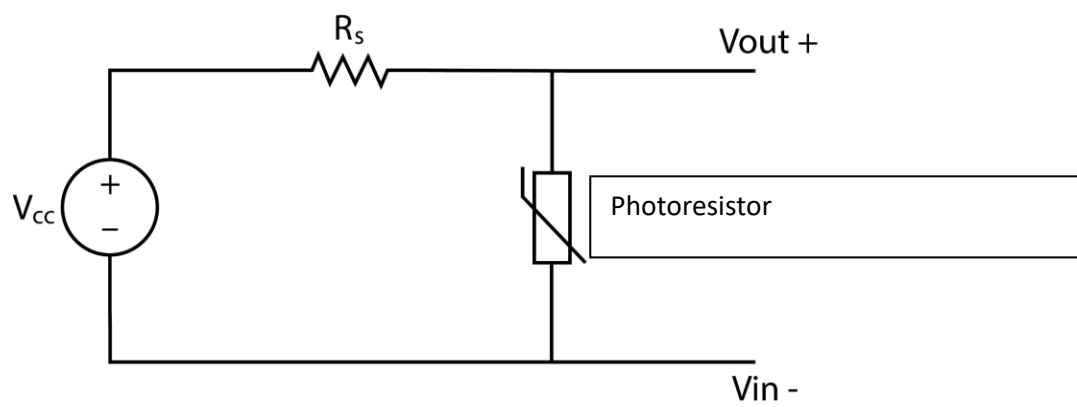 Rs
Vout +
+
Vcc
−
Photoresistor
Vin -